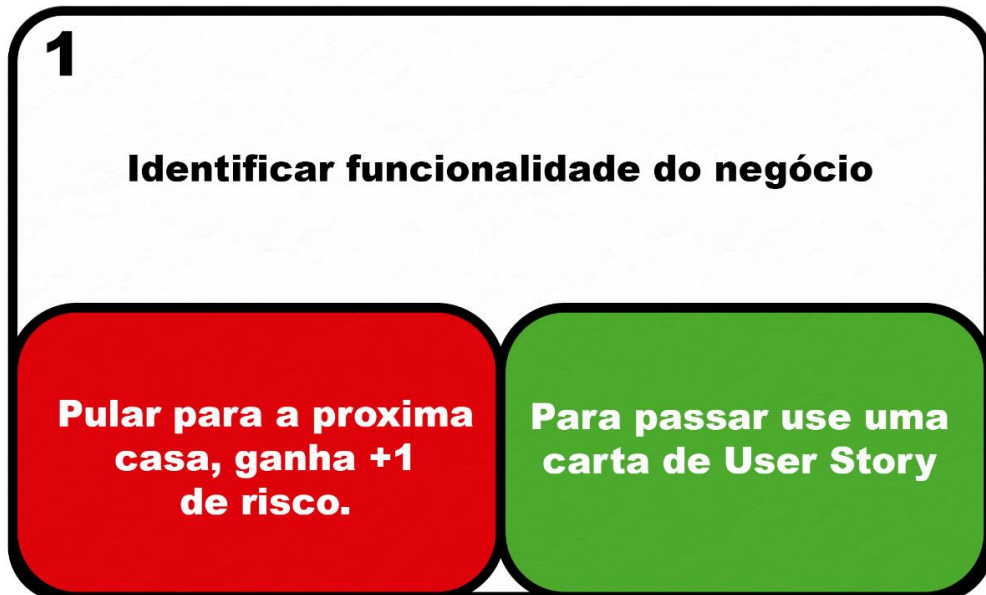 1
Identificar funcionalidade do negócio
Pular para a proxima
casa, ganha +1
de risco.
Para passar use uma
carta de User Story